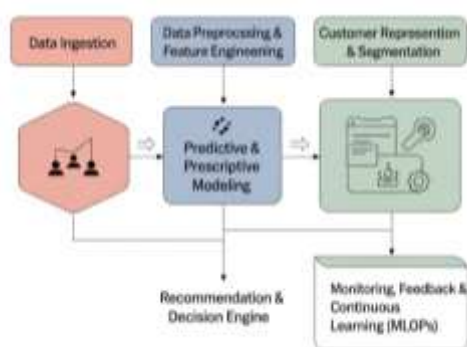 Data Ingestion
Data Preprocssing &
Feature Engineering
Customer Represention
& Segmentation
Predictive &
Prescriptive
Modeling
Recommendation &
Decision Engine
Monitoring, Feedback &
Continuous
Learning (MLOPs)